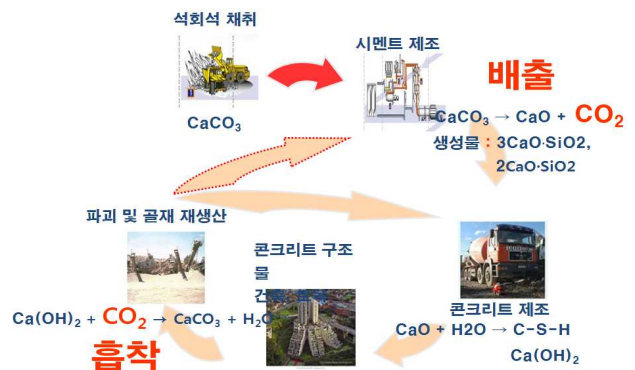 석회석 채취
CaCO₃
시멘트 제조
배출
CaCO₃ → CaO + CO₂
생성물 : 3CaO·SiO2,
2CaO·SiO2
파괴 및 골재 재생산
Ca(OH)₂ + CO₂ → CaCO₃ + H₂O
흡착
콘크리트 구조
물
콘크리트 제조
CaO + H2O → C-S-H
Ca(OH)₂